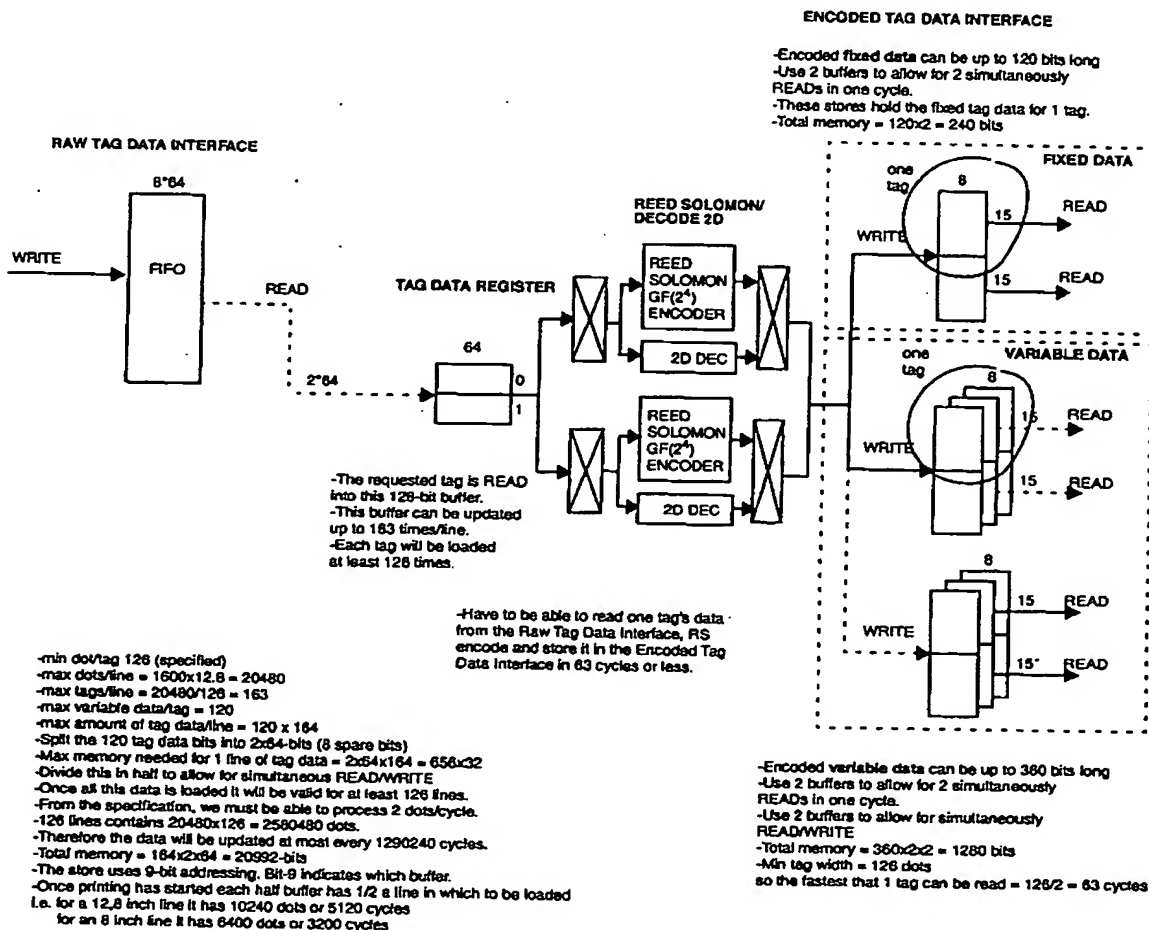 ENCODED TAG DATA INTERFACE
-Encoded fixed data can be up to 120 bits long
-Use 2 buffers to allow for 2 simultaneously
READs in one cycle.
-These stores hold the fixed tag data for 1 tag.
-Total memory = 120x2 = 240 bits
RAW TAG DATA INTERFACE
8*64
WRITE
FIFO
READ
2*64
TAG DATA REGISTER
64
0
1
REED SOLOMON/
DECODE 2D
REED
SOLOMON
GF(2⁴)
ENCODER
2D DEC
REED
SOLOMON
GF(2⁴)
ENCODER
2D DEC
FIXED DATA
one
tag
8
15
READ
WRITE
15
READ
VARIABLE DATA
one
tag
8
15
READ
WRITE
15
READ
8
15
READ
WRITE
15"
READ
-The requested tag is READ
into this 128-bit buffer.
-This buffer can be updated
up to 163 times/line.
-Each tag will be loaded
at least 126 times.
-Have to be able to read one tag's data
from the Raw Tag Data Interface, RS
encode and store it in the Encoded Tag
Data Interface in 63 cycles or less.
-min dot/tag 126 (specified)
-max dots/line = 1600x12.8 = 20480
-max tags/line = 20480/126 = 163
-max variable data/tag = 120
-max amount of tag data/line = 120 x 164
-Split the 120 tag data bits into 2x64-bits (8 spare bits)
-Max memory needed for 1 line of tag data = 2x64x164 = 656x32
-Divide this in half to allow for simultaneous READ/WRITE
-Once all this data is loaded it will be valid for at least 126 lines.
-From the specification, we must be able to process 2 dots/cycle.
-126 lines contains 20480x126 = 2580480 dots.
-Therefore the data will be updated at most every 1290240 cycles.
-Total memory = 164x2x64 = 20992-bits
-The store uses 9-bit addressing. Bit-9 indicates which buffer.
-Once printing has started each half buffer has 1/2 a line in which to be loaded
i.e. for a 12,8 inch line it has 10240 dots or 5120 cycles
for an 8 inch line it has 6400 dots or 3200 cycles
-Encoded variable data can be up to 360 bits long
-Use 2 buffers to allow for 2 simultaneously
READs in one cycle.
-Use 2 buffers to allow for simultaneously
READ/WRITE
-Total memory = 360x2x2 = 1280 bits
-Min tag width = 126 dots
so the fastest that 1 tag can be read = 126/2 = 63 cycles